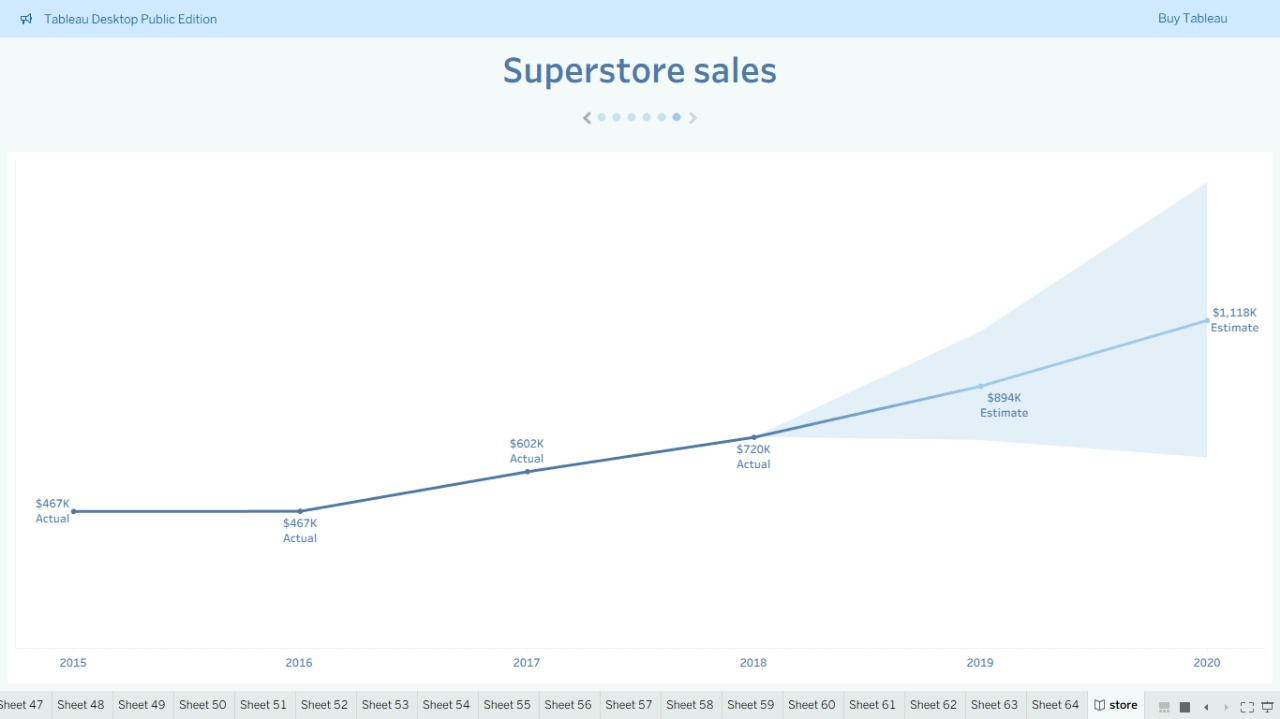 Tableau Desktop Public Edition
Buy Tableau
Superstore sales
$1,118K
Estimate
$894K
Estimate
$602K
Actual
$720K
Actual
$467K
Actual
$467K
Actual
2015 2016 2017 2018 2019 2020
Sheet 47 Sheet 48 Sheet 49 Sheet 50 Sheet 51 Sheet 52 Sheet 53 Sheet 54 Sheet 55 Sheet 56 Sheet 57 Sheet 58 Sheet 59 Sheet 60 Sheet 61 Sheet 62 Sheet 63 Sheet 64 store